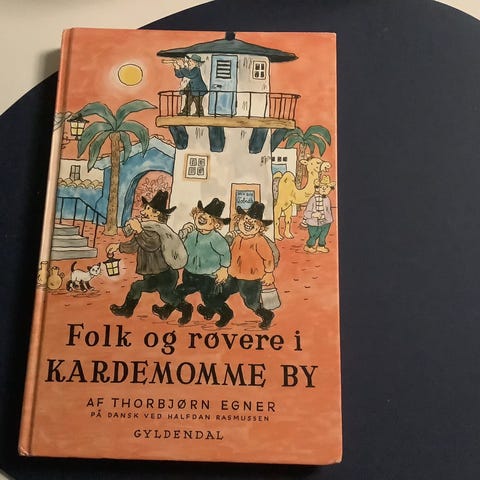 Folk og røvere i
KARDEMOMME BY
AF THORBJØRN EGNER
PÅ DANSK VED HALFDAN RASMUSSEN
GYLDENDAL